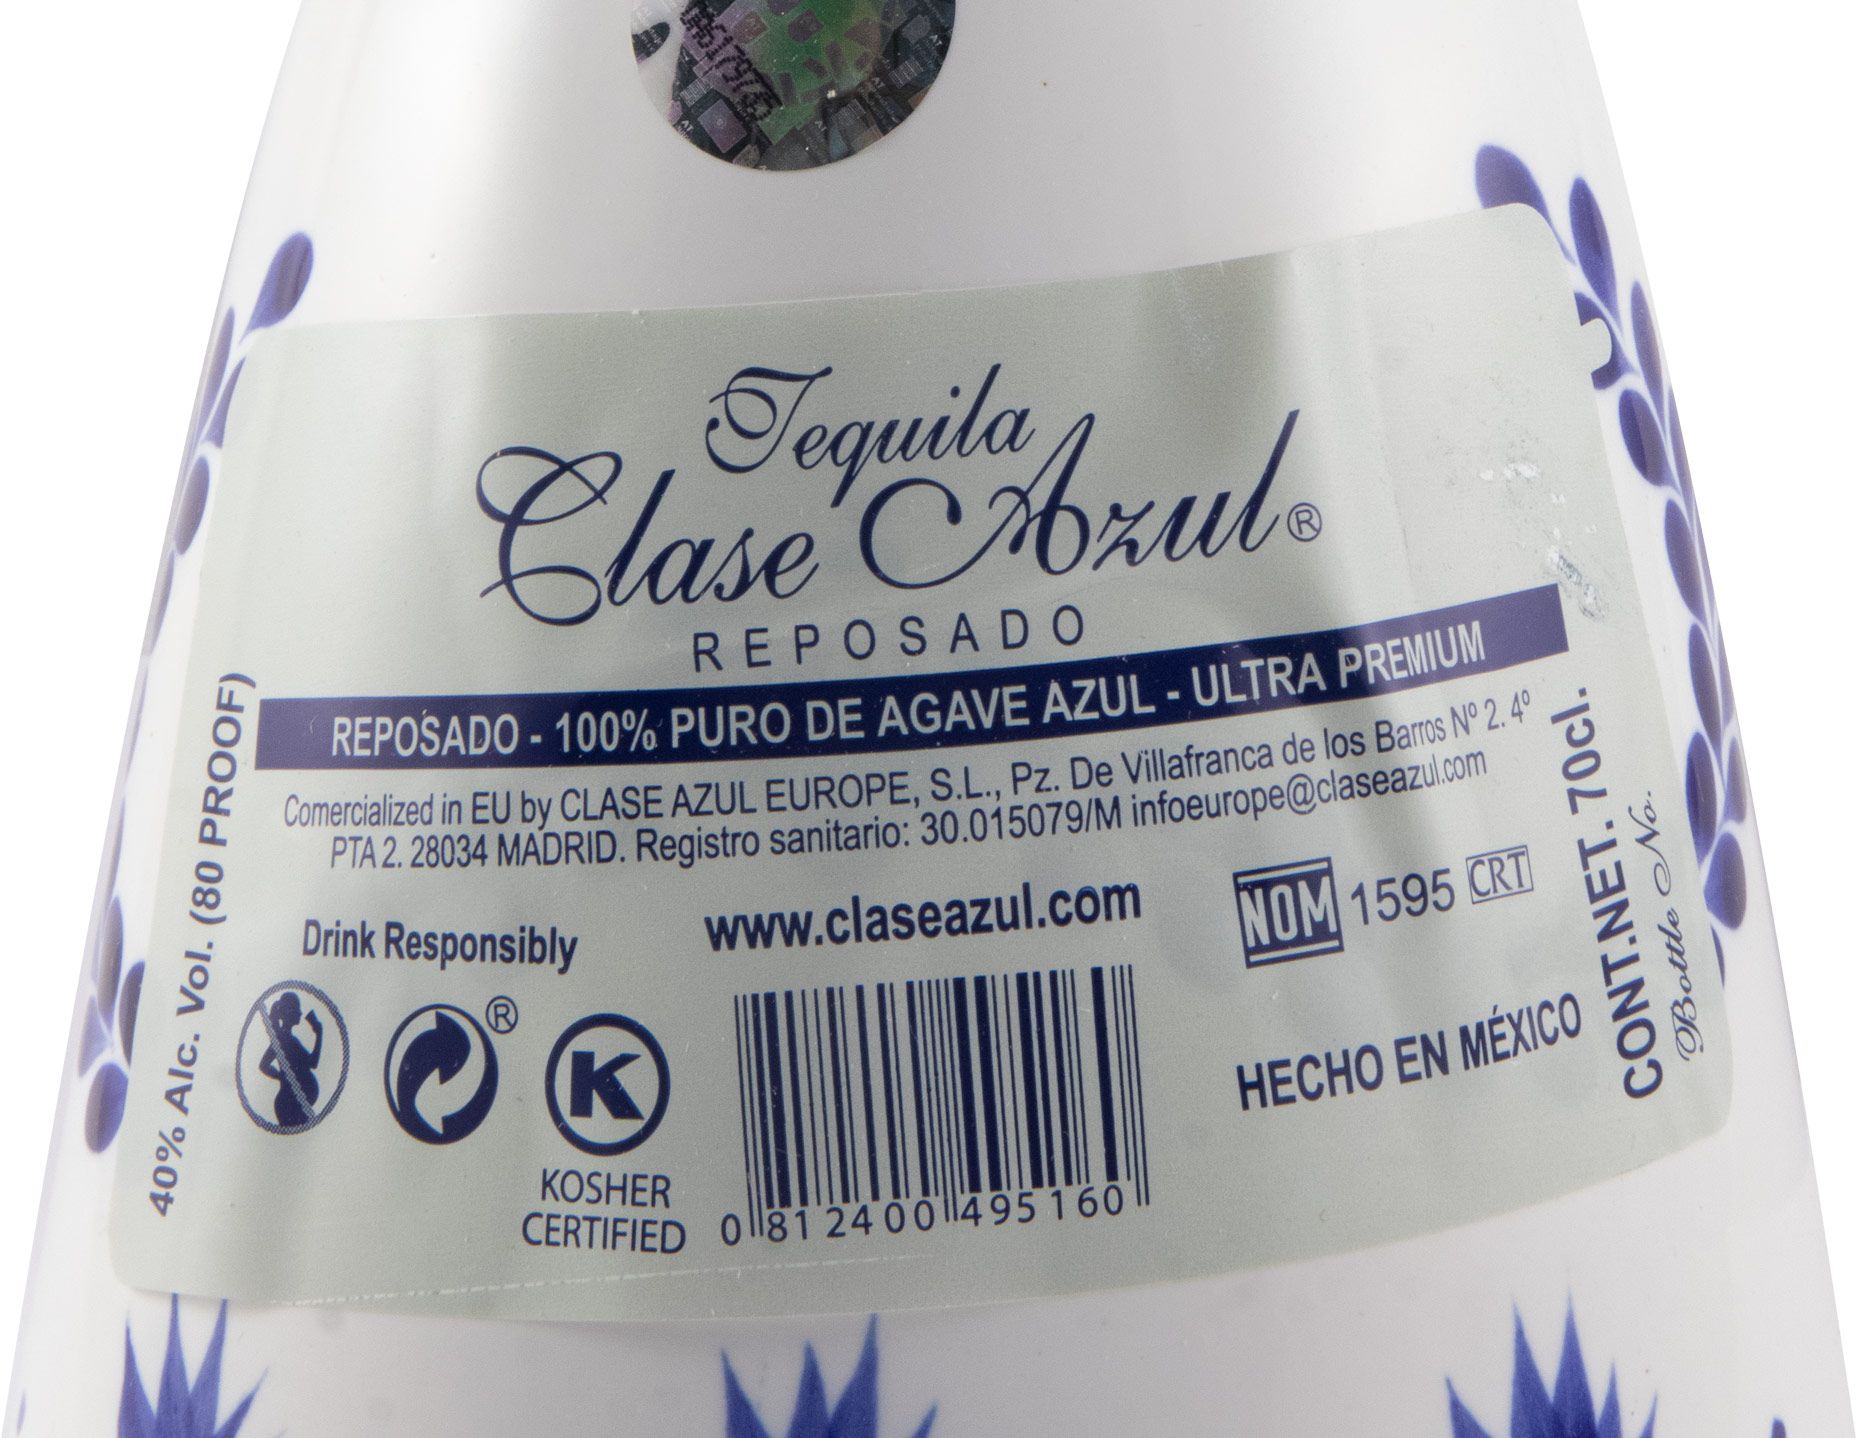 Tequila
Clase Azul®
REPOSADO
REPOSADO - 100% PURO DE AGAVE AZUL - ULTRA PREMIUM
Comercialized in EU by CLASE AZUL EUROPE, S.L., Pz. De Villafranca de los Barros Nº 2. 4º
PTA 2. 28034 MADRID. Registro sanitario: 30.015079/M infoeurope@claseazul.com
40% Alc. Vol. (80 PROOF)
Drink Responsibly
www.claseazul.com
NOM 1595 CRT
®
K
KOSHER
CERTIFIED
0 812400 495160
HECHO EN MÉXICO
CONT.NET. 70cl.
Bottle No.